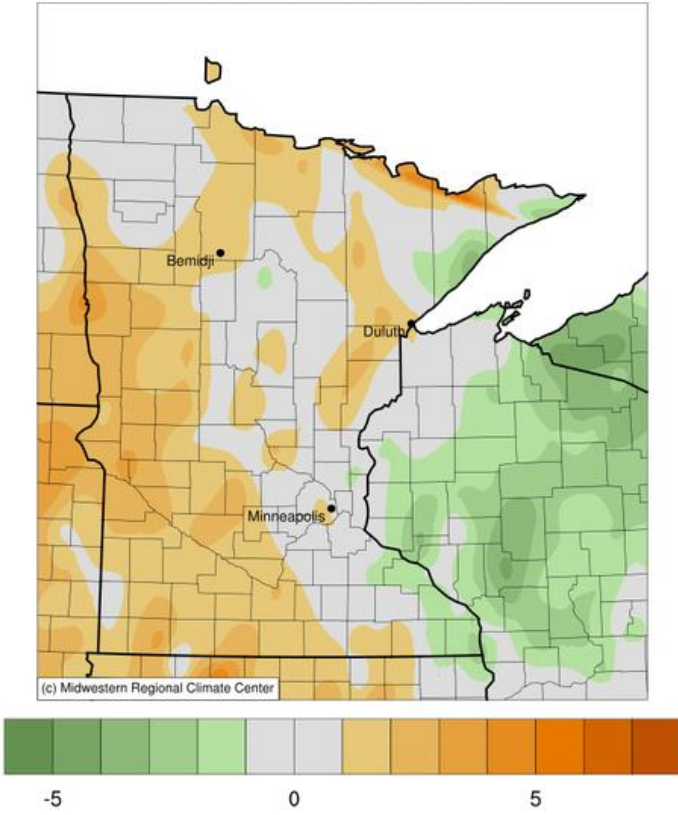 Bemidji
Duluth
Minneapolis
(c) Midwestern Regional Climate Center
-5 0 5